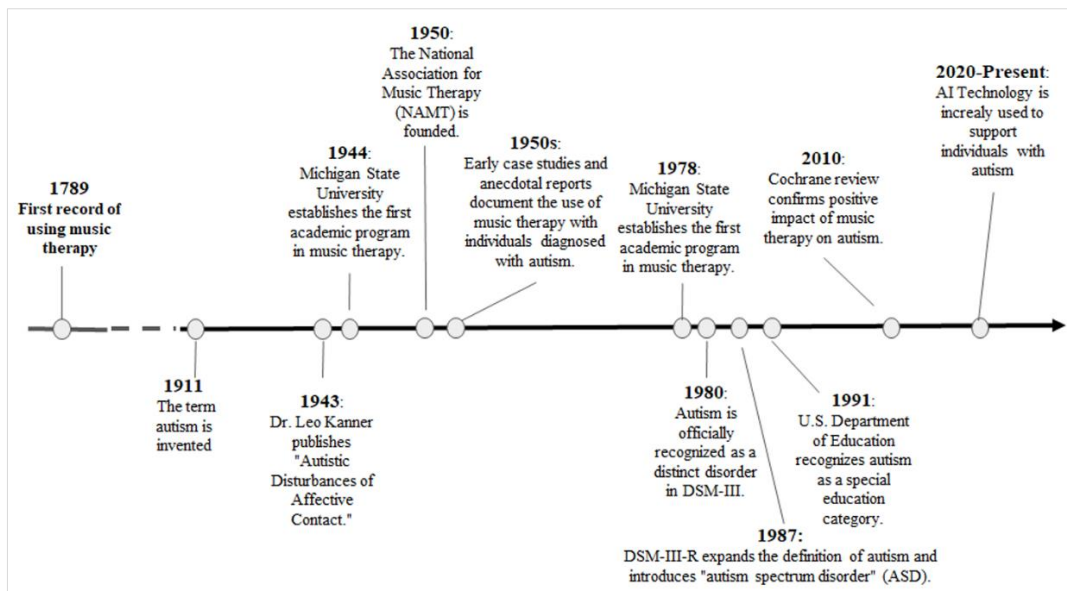 1789
First record of
using music
therapy
1911
The term
autism is
invented
1943:
Dr. Leo Kanner
publishes
"Autistic
Disturbances of
Affective
Contact."
1944:
Michigan State
University
establishes the first
academic program
in music therapy.
1950:
The National
Association for
Music Therapy
(NAMT) is
founded.
1950s:
Early case studies and
anecdotal reports
document the use of
music therapy with
individuals diagnosed
with autism.
1978:
Michigan State
University
establishes the first
academic program
in music therapy.
1980:
Autism is
officially
recognized as a
distinct disorder
in DSM-III.
1987:
DSM-III-R expands the definition of autism and
introduces "autism spectrum disorder" (ASD).
1991:
U.S. Department
of Education
recognizes autism
as a special
education
category.
2010:
Cochrane review
confirms positive
impact of music
therapy on autism.
2020-Present:
AI Technology is
increaly used to
support
individuals with
autism